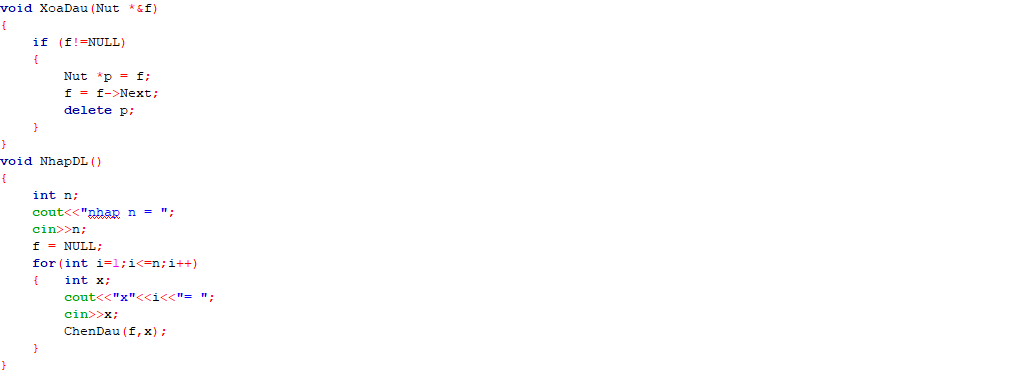 void XoaDau(Nut *&f)
{
    if (f!=NULL)
    {
        Nut *p = f;
        f = f->Next;
        delete p;
    }
}
void NhapDL()
{
    int n;
    cout<<"nhap n = ";
    cin>>n;
    f = NULL;
    for(int i=1;i<=n;i++)
    {   int x;
        cout<<"x"<<i<<"= ";
        cin>>x;
        ChenDau(f,x);
    }
}